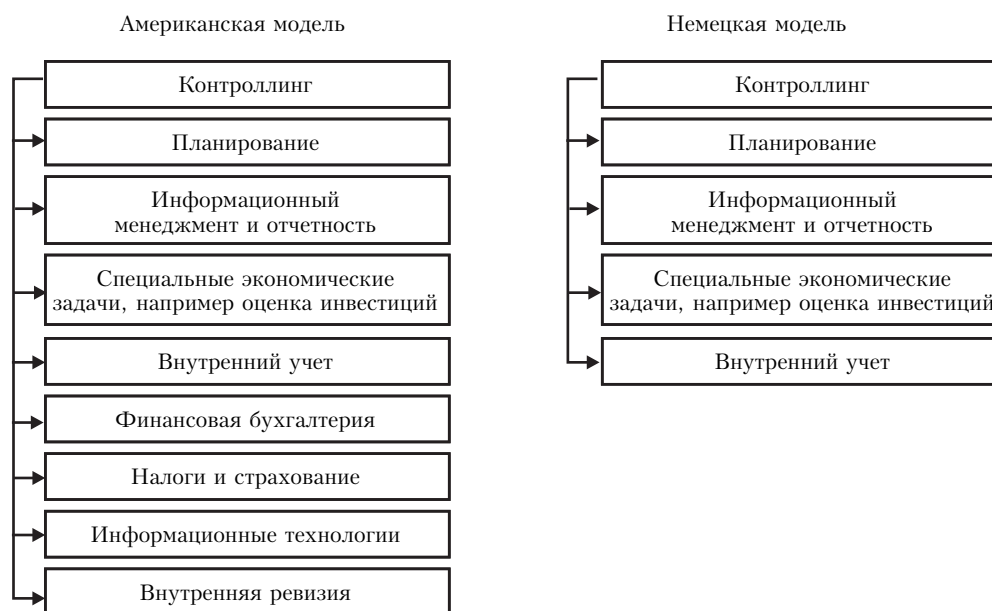 Американская модель
Контроллинг
Планирование
Информационный
менеджмент и отчетность
Специальные экономические
задачи, например оценка инвестиций
Внутренний учет
Финансовая бухгалтерия
Налоги и страхование
Информационные технологии
Внутренняя ревизия
Немецкая модель
Контроллинг
Планирование
Информационный
менеджмент и отчетность
Специальные экономические
задачи, например оценка инвестиций
Внутренний учет